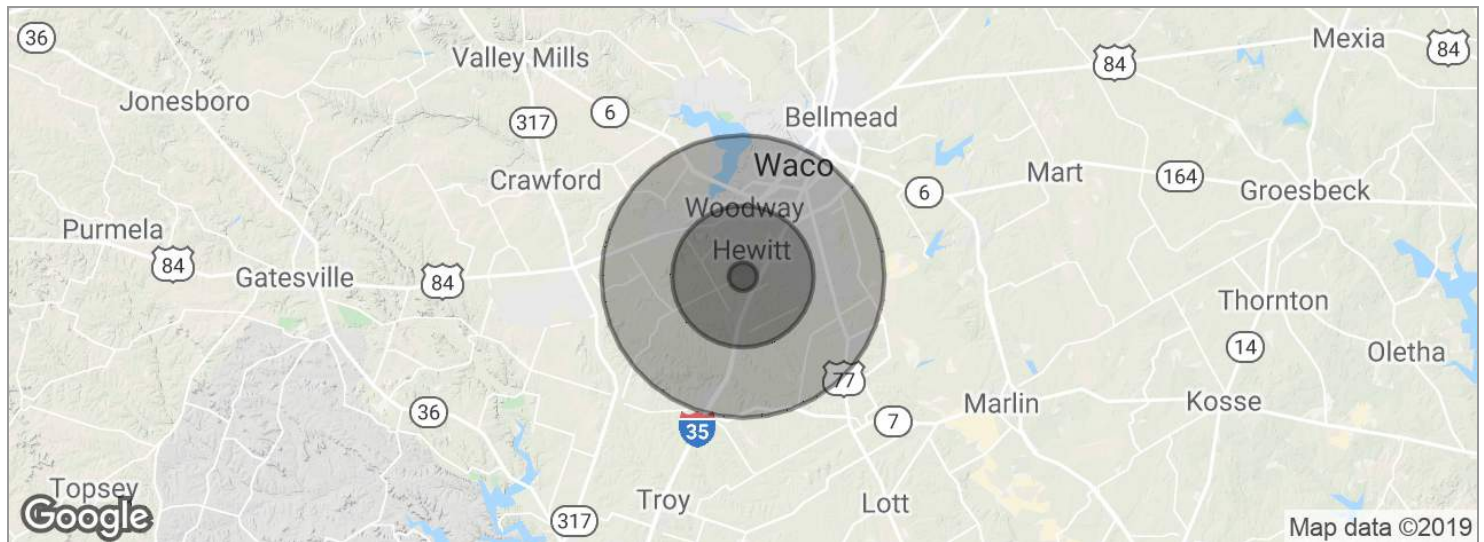 36
Valley Mills
84
Mexia
84
Jonesboro
317
6
Bellmead
Waco
Crawford
6
Mart
164
Groesbeck
Woodway
Purmela
84
Gatesville
84
Hewitt
Thornton
14
Oletha
77
36
35
7
Marlin
Kosse
Topsey
Troy
Lott
317
Google
Map data ©2019